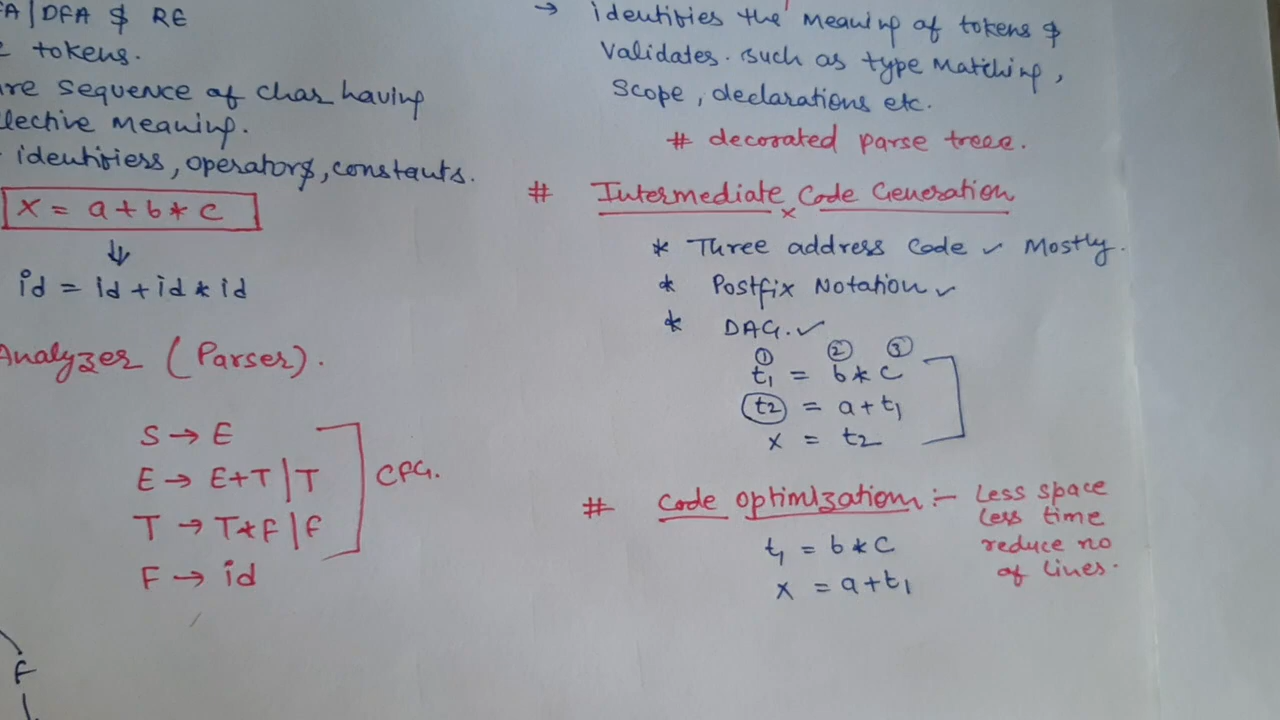 A | DFA & RE
tokens.
re sequence of char having
lective meaning.
identifiers, operators, constants.
x = a + b * c
↓
id = id + id * id
Analyzer (Parser).
S → E
E → E+T | T
T → T*F | F
F → id
CFG.
F
→ identifies the meaning of tokens &
validates. such as type matching,
scope, declarations etc.
# decorated parse treee.
# Intermediate Code Generation
* Three address code ✓ Mostly.
* Postfix Notation ✓
* DAG. ✓
① ② ③
t1 = b * c
t2 = a + t1
x = t2
# Code optimization :- Less space
Less time
reduce no
of lines.
t1 = b * c
x = a + t1